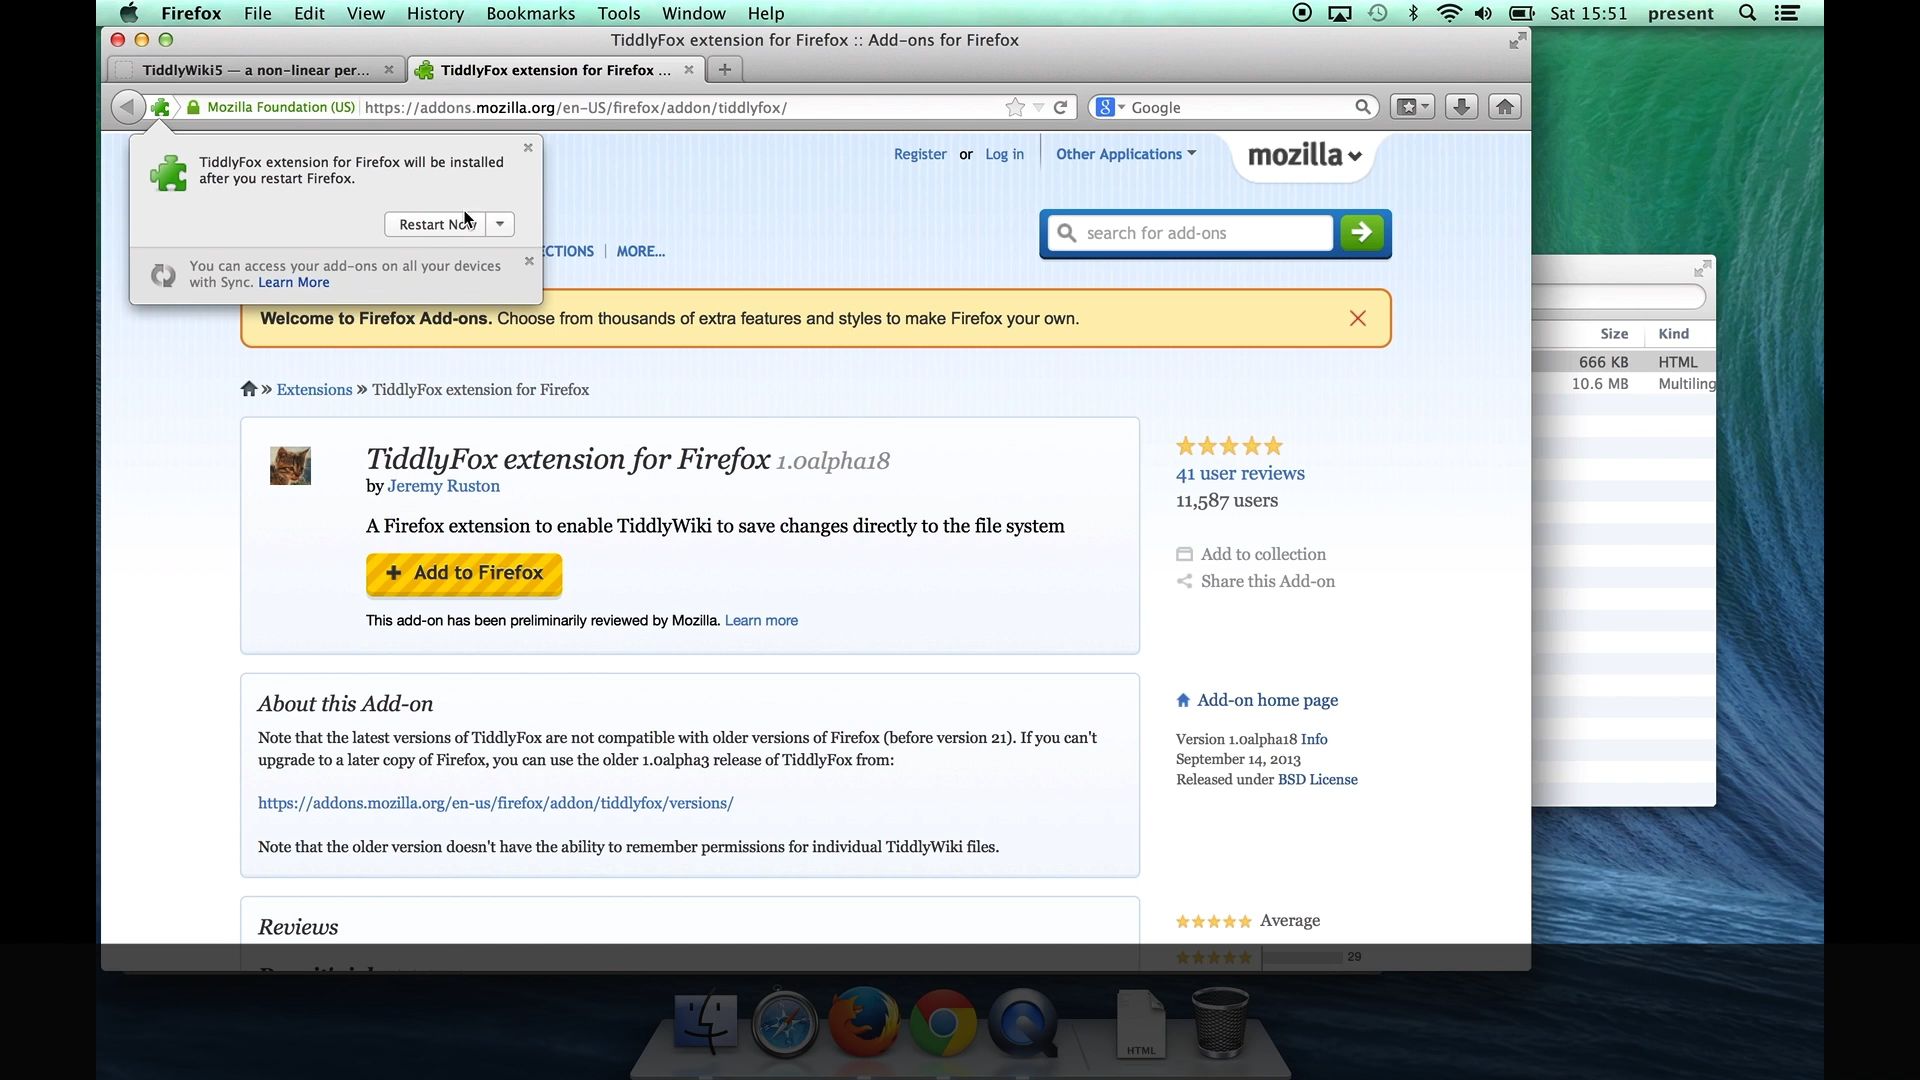 Firefox File Edit View History Bookmarks Tools Window Help Sat 15:51 present
TiddlyFox extension for Firefox :: Add-ons for Firefox
TiddlyWiki5 — a non-linear per... TiddlyFox extension for Firefox ...
Mozilla Foundation (US) https://addons.mozilla.org/en-US/firefox/addon/tiddlyfox/ Google
TiddlyFox extension for Firefox will be installed
after you restart Firefox.
Restart Now
You can access your add-ons on all your devices
with Sync. Learn More
Register or Log in Other Applications mozilla
search for add-ons
CTIONS MORE...
Welcome to Firefox Add-ons. Choose from thousands of extra features and styles to make Firefox your own.
» Extensions » TiddlyFox extension for Firefox
TiddlyFox extension for Firefox 1.0alpha18
by Jeremy Ruston
A Firefox extension to enable TiddlyWiki to save changes directly to the file system
+ Add to Firefox
This add-on has been preliminarily reviewed by Mozilla. Learn more
41 user reviews
11,587 users
Add to collection
Share this Add-on
About this Add-on
Note that the latest versions of TiddlyFox are not compatible with older versions of Firefox (before version 21). If you can't
upgrade to a later copy of Firefox, you can use the older 1.0alpha3 release of TiddlyFox from:
https://addons.mozilla.org/en-us/firefox/addon/tiddlyfox/versions/
Note that the older version doesn't have the ability to remember permissions for individual TiddlyWiki files.
Add-on home page
Version 1.0alpha18 Info
September 14, 2013
Released under BSD License
Reviews
Average
29
Size Kind
666 KB HTML
10.6 MB Multiling
HTML